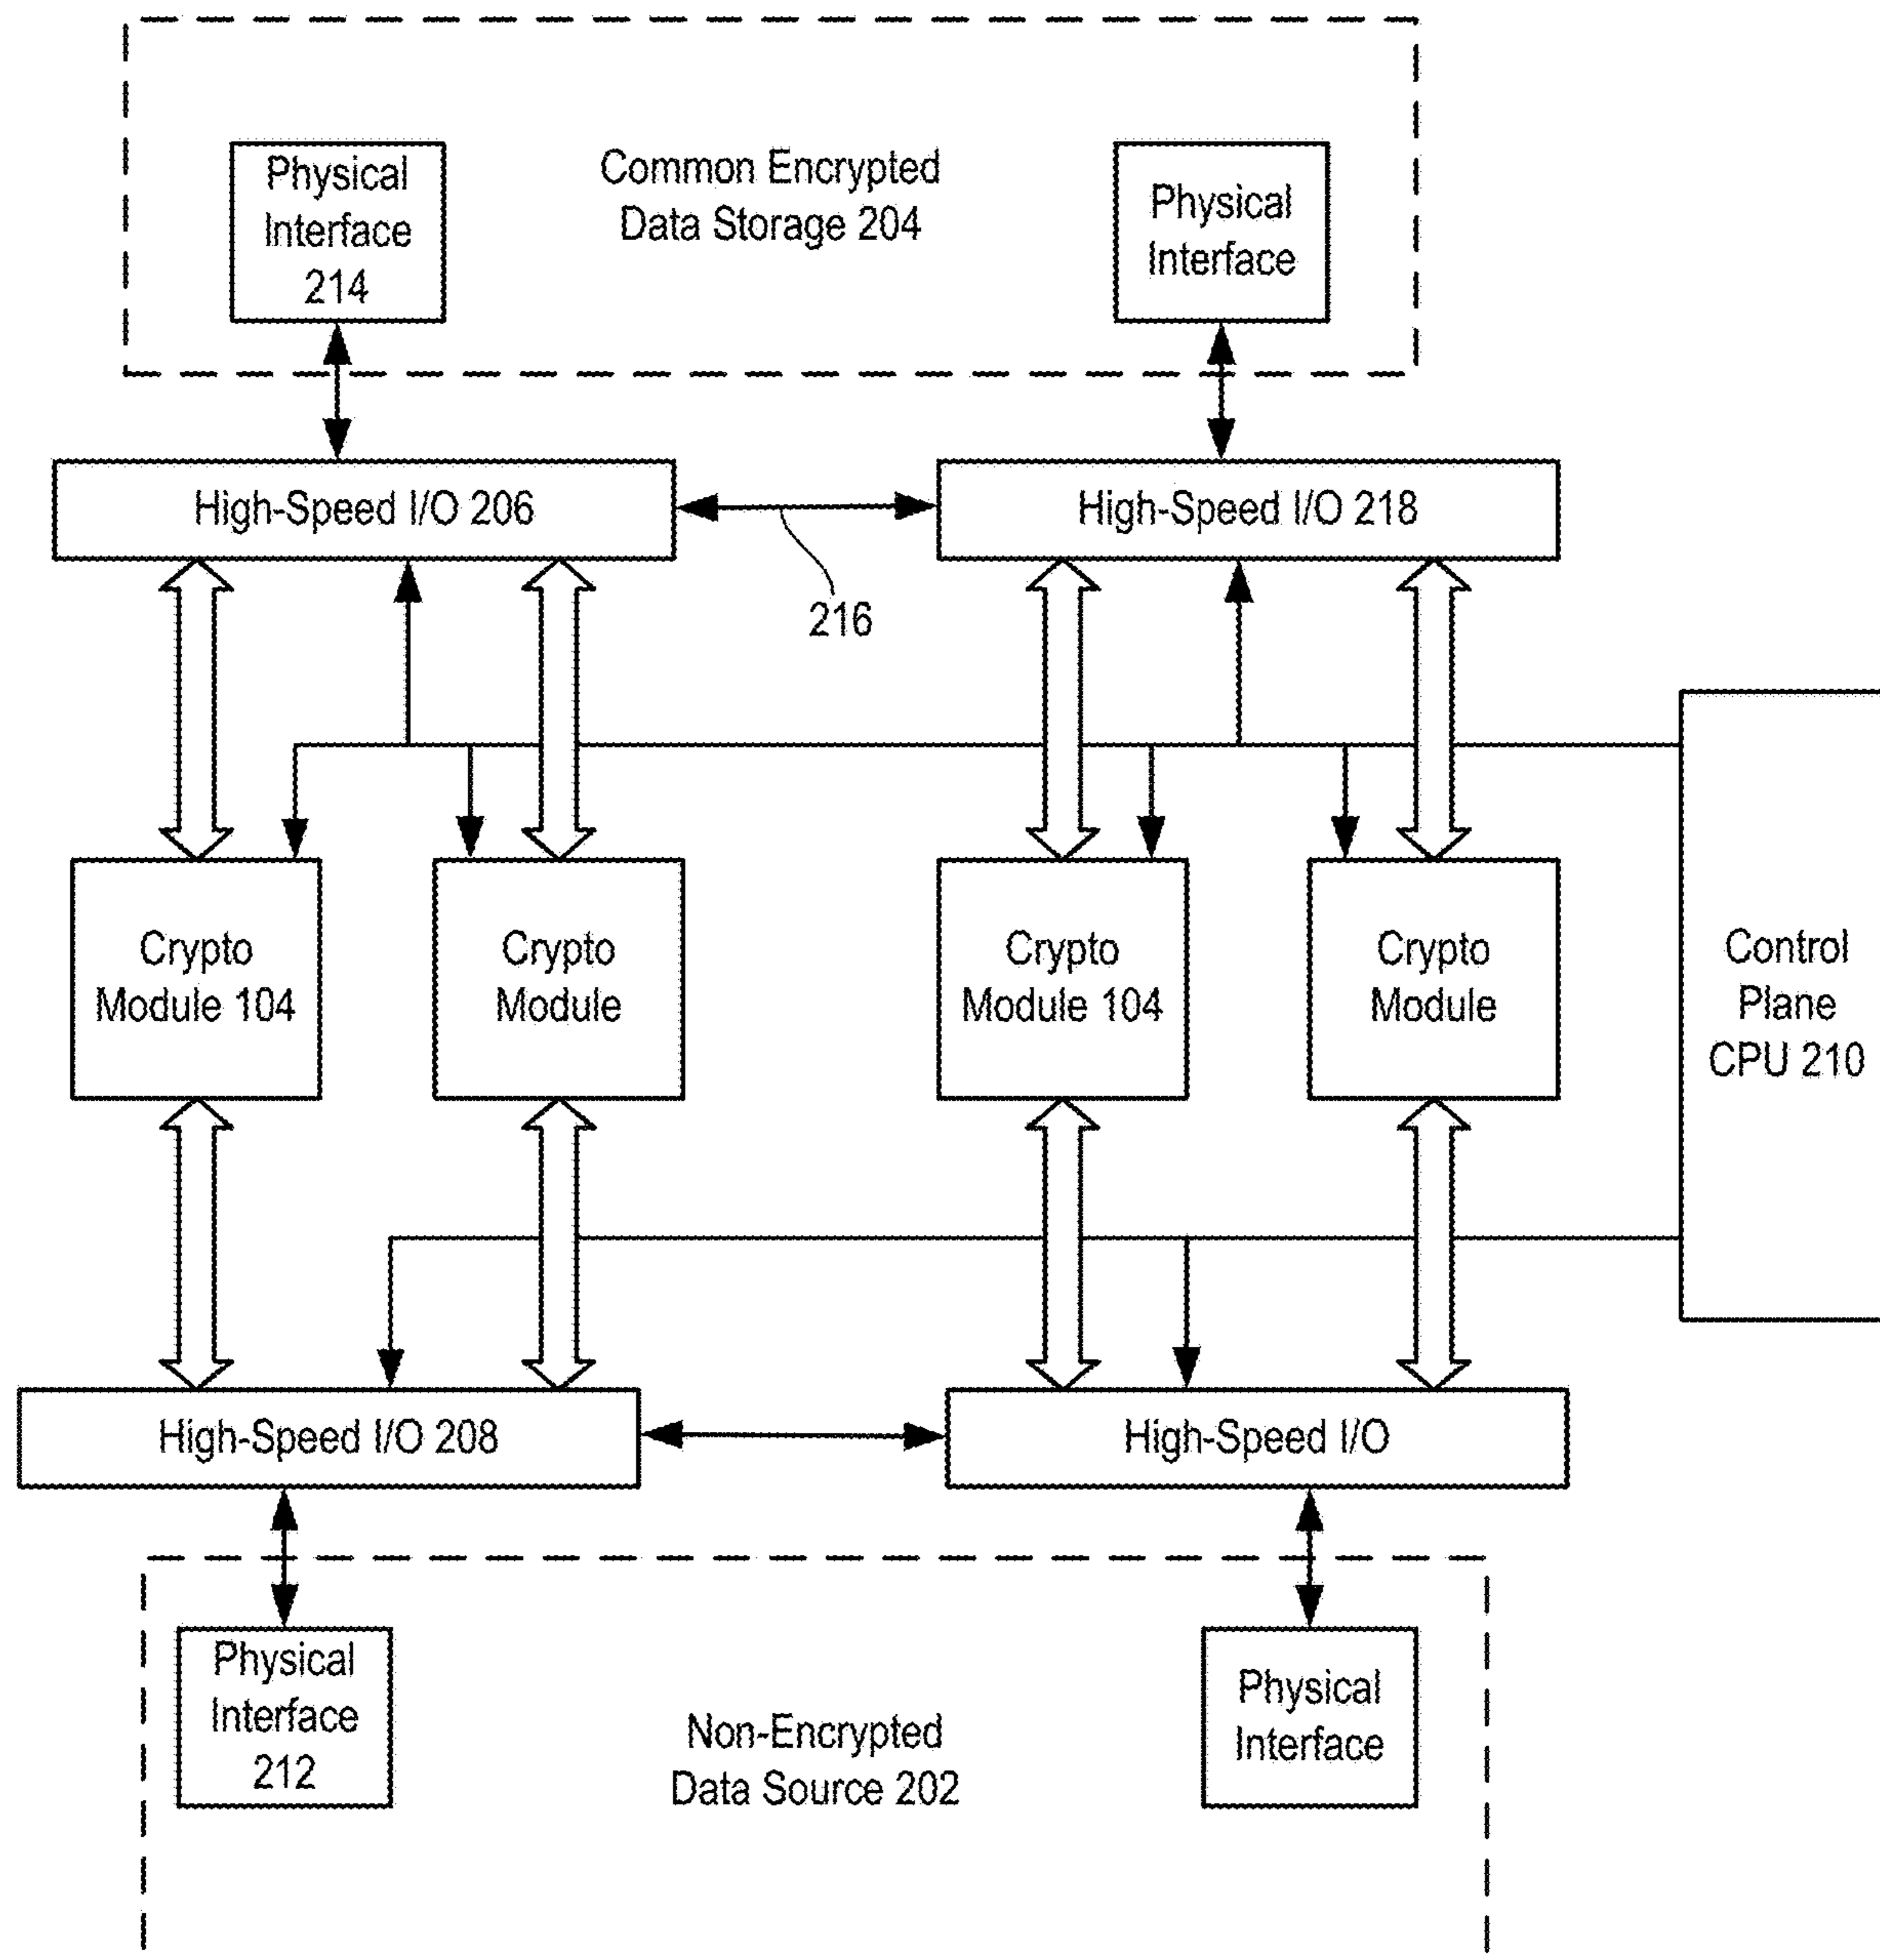 Physical
Interface
214
Common Encrypted
Data Storage 204
Physical
Interface
High-Speed I/O 206
High-Speed I/O 218
216
Crypto
Module 104
Crypto
Module
Crypto
Module 104
Crypto
Module
Control
Plane
CPU 210
High-Speed I/O 208
High-Speed I/O
Physical
Interface
212
Non-Encrypted
Data Source 202
Physical
Interface